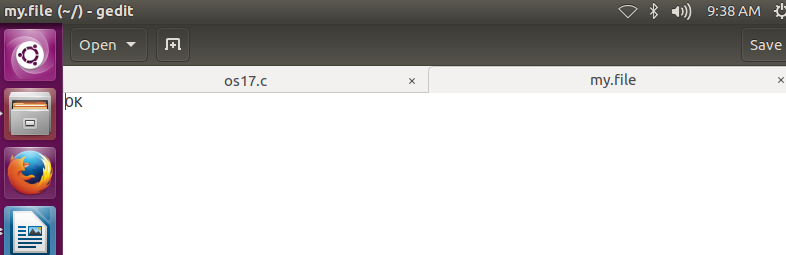 my.file (~/) - gedit 9:38 AM
Open Save
os17.c × my.file ×
OK